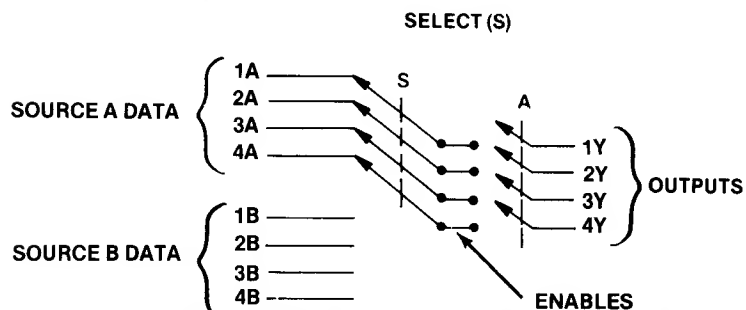 SELECT (S)
S
A
SOURCE A DATA
1A
2A
3A
4A
1Y
2Y
3Y
4Y
OUTPUTS
SOURCE B DATA
1B
2B
3B
4B
ENABLES